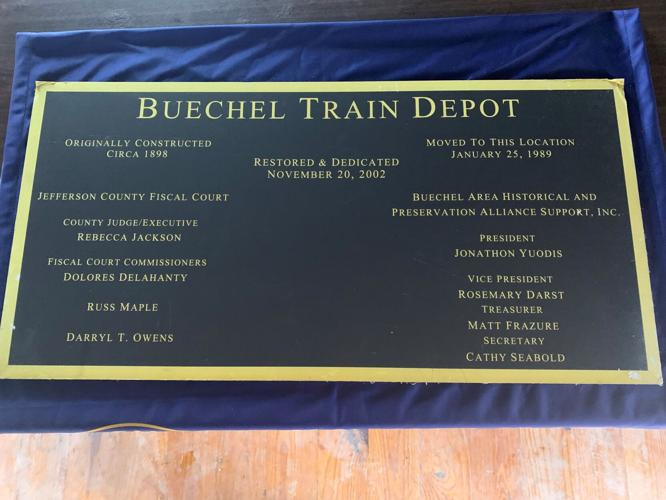 BUECHEL TRAIN DEPOT
ORIGINALLY CONSTRUCTED
CIRCA 1898
RESTORED & DEDICATED
NOVEMBER 20, 2002
MOVED TO THIS LOCATION
JANUARY 25, 1989
JEFFERSON COUNTY FISCAL COURT
COUNTY JUDGE/EXECUTIVE
REBECCA JACKSON
FISCAL COURT COMMISSIONERS
DOLORES DELAHANTY
RUSS MAPLE
DARRYL T. OWENS
BUECHEL AREA HISTORICAL AND
PRESERVATION ALLIANCE SUPPORT, INC.
PRESIDENT
JONATHON YUODIS
VICE PRESIDENT
ROSEMARY DARST
TREASURER
MATT FRAZURE
SECRETARY
CATHY SEABOLD